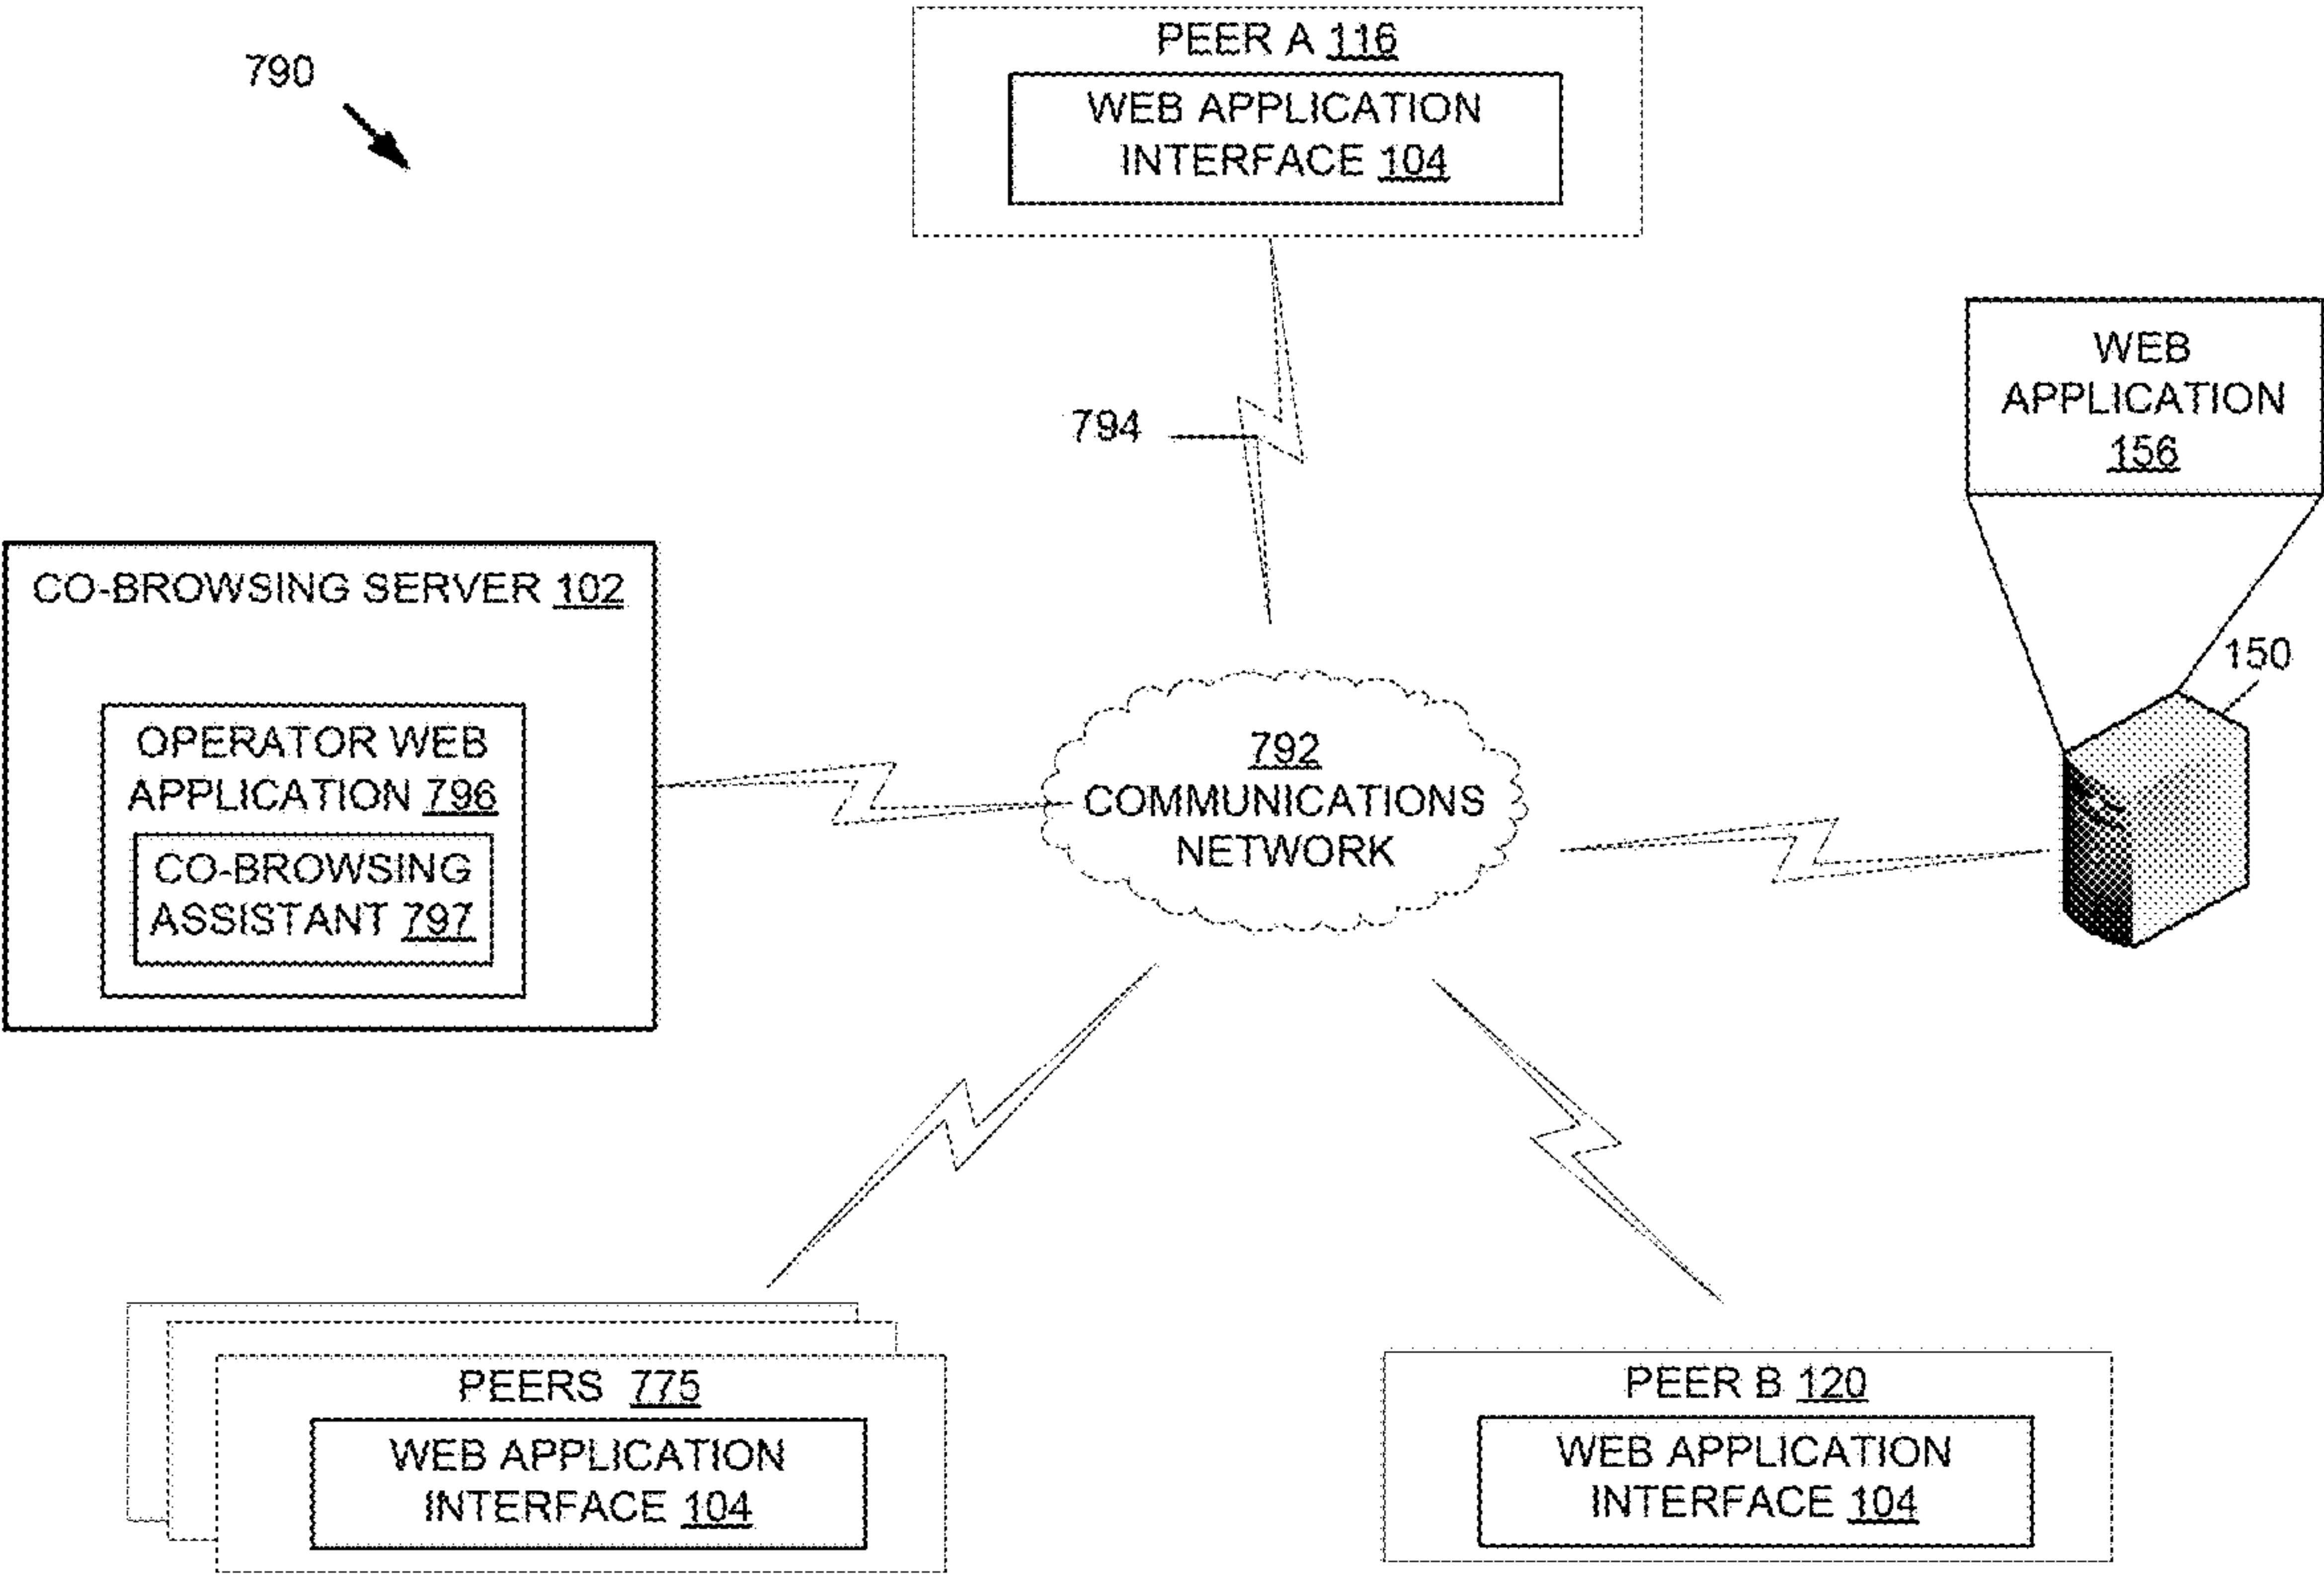 790
PEER A 116
WEB APPLICATION
INTERFACE 104
794
WEB
APPLICATION
156
150
CO-BROWSING SERVER 102
OPERATOR WEB
APPLICATION 796
CO-BROWSING
ASSISTANT 797
792
COMMUNICATIONS
NETWORK
PEERS 775
WEB APPLICATION
INTERFACE 104
PEER B 120
WEB APPLICATION
INTERFACE 104